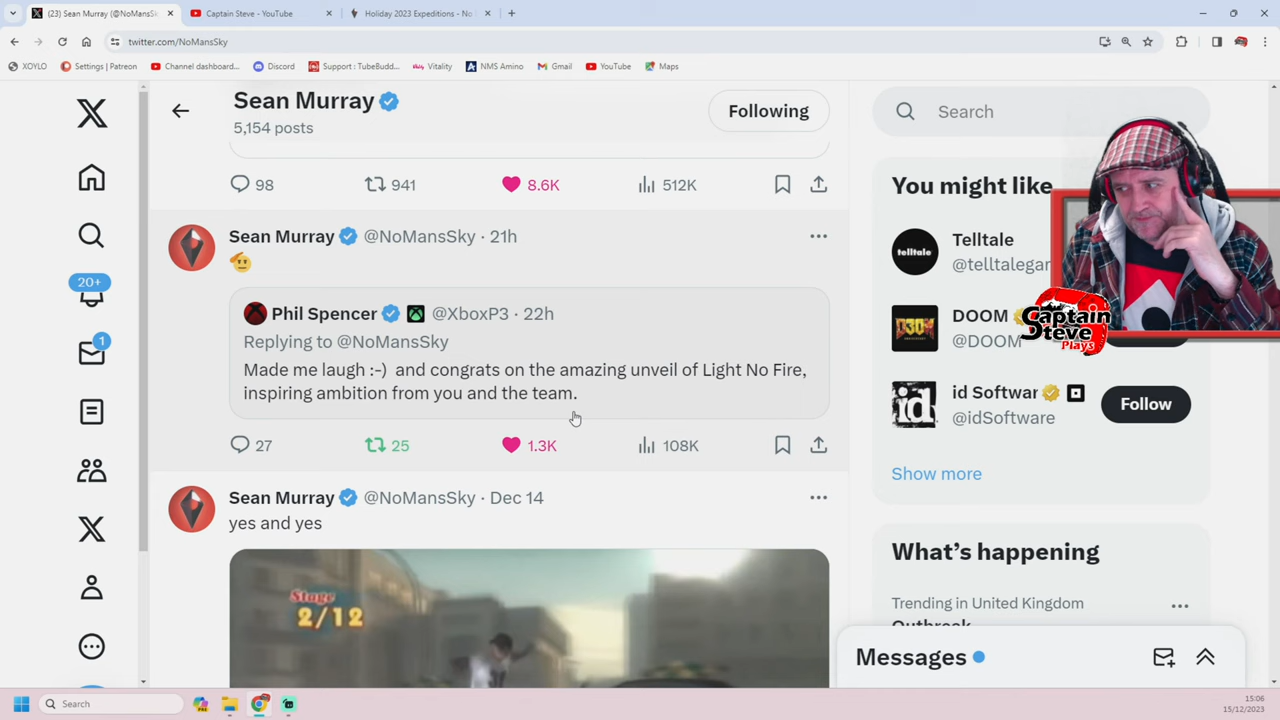 (23) Sean Murray (@NoMansSk
Captain Steve - YouTube
Holiday 2023 Expeditions - No
twitter.com/NoMansSky
XOYLO
Settings | Patreon
Channel dashboard...
Discord
Support : TubeBudd...
Vitality
NMS Amino
Gmail
YouTube
Maps
Sean Murray
5,154 posts
Following
98
941
8.6K
512K
Sean Murray @NoMansSky · 21h
Phil Spencer @XboxP3 · 22h
Replying to @NoMansSky
Made me laugh :-) and congrats on the amazing unveil of Light No Fire,
inspiring ambition from you and the team.
27
25
1.3K
108K
Sean Murray @NoMansSky · Dec 14
yes and yes
Stage
2/12
20+
1
Search
You might like
Telltale
@telltalegar
telltale
DOOM
@DOOM
id Softwar
@idSoftware
id
Follow
Show more
Captain
Steve
Plays
What's happening
Trending in United Kingdom
Outbreak
Messages
Search
15:06
15/12/2023